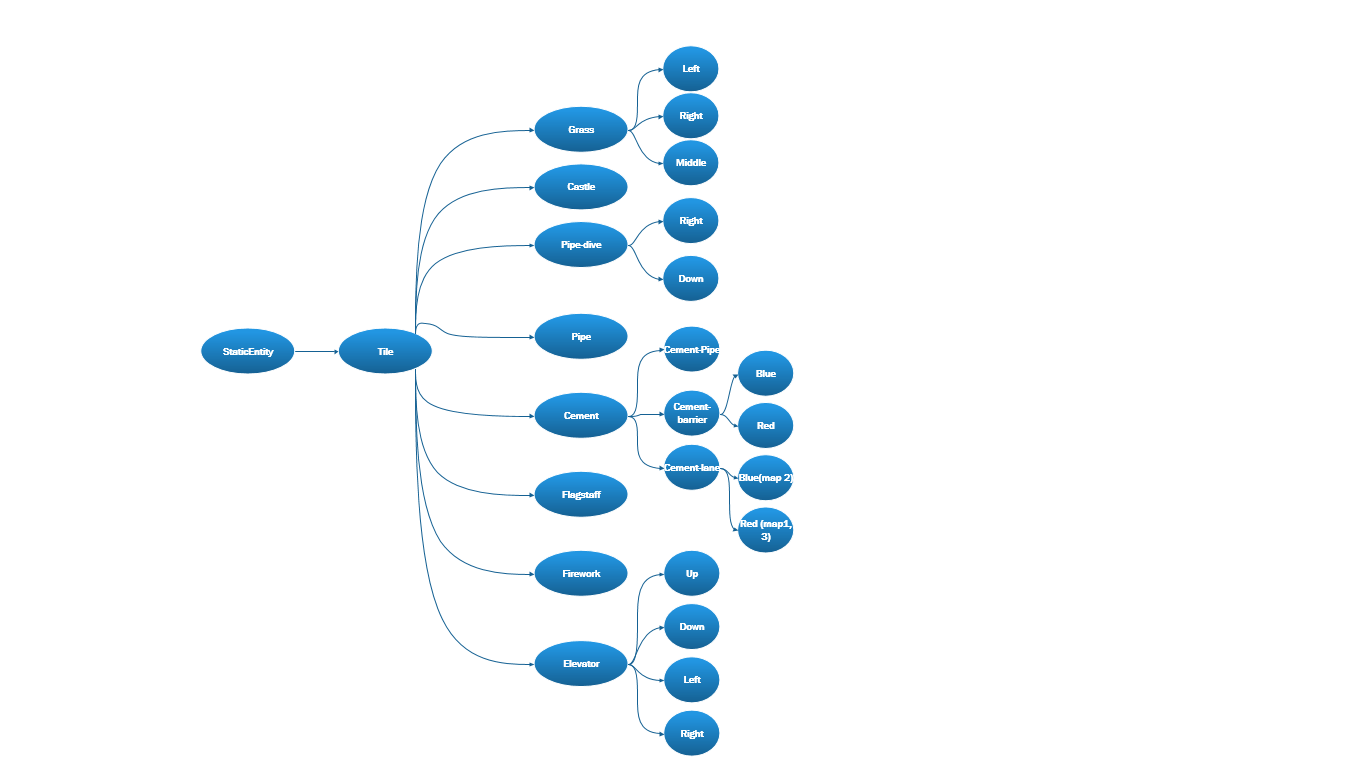 Left
Right
Grass
Middle
Castle
Right
Pipe-dive
Down
Pipe
StaticEntity
Tile
Cement-Pipe
Blue
Cement
Cement-
barrier
Red
Cement-lane
Blue(map 2)
Flagstaff
Red (map1,
3)
Firework
Up
Down
Elevator
Left
Right